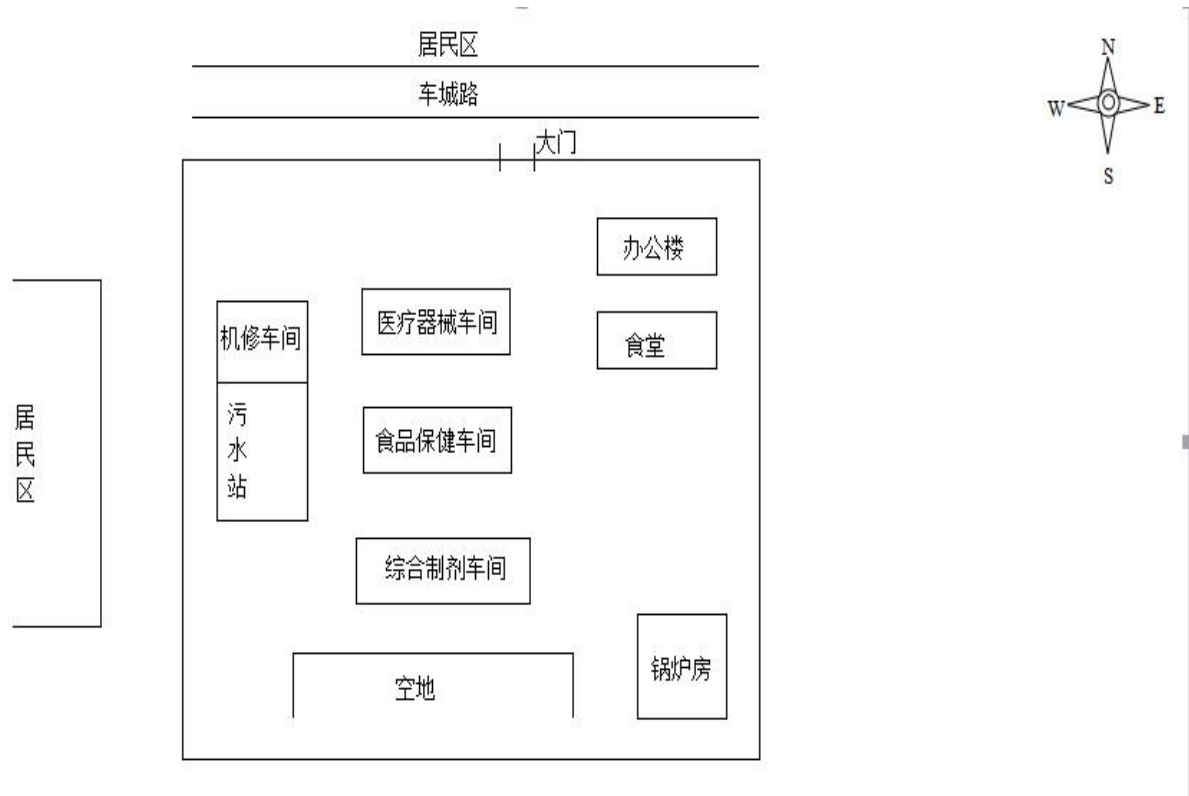 居民区
车城路
大门
N
W
E
S
办公楼
医疗器械车间
机修车间
食堂
居民区
污水站
食品保健车间
综合制剂车间
锅炉房
空地